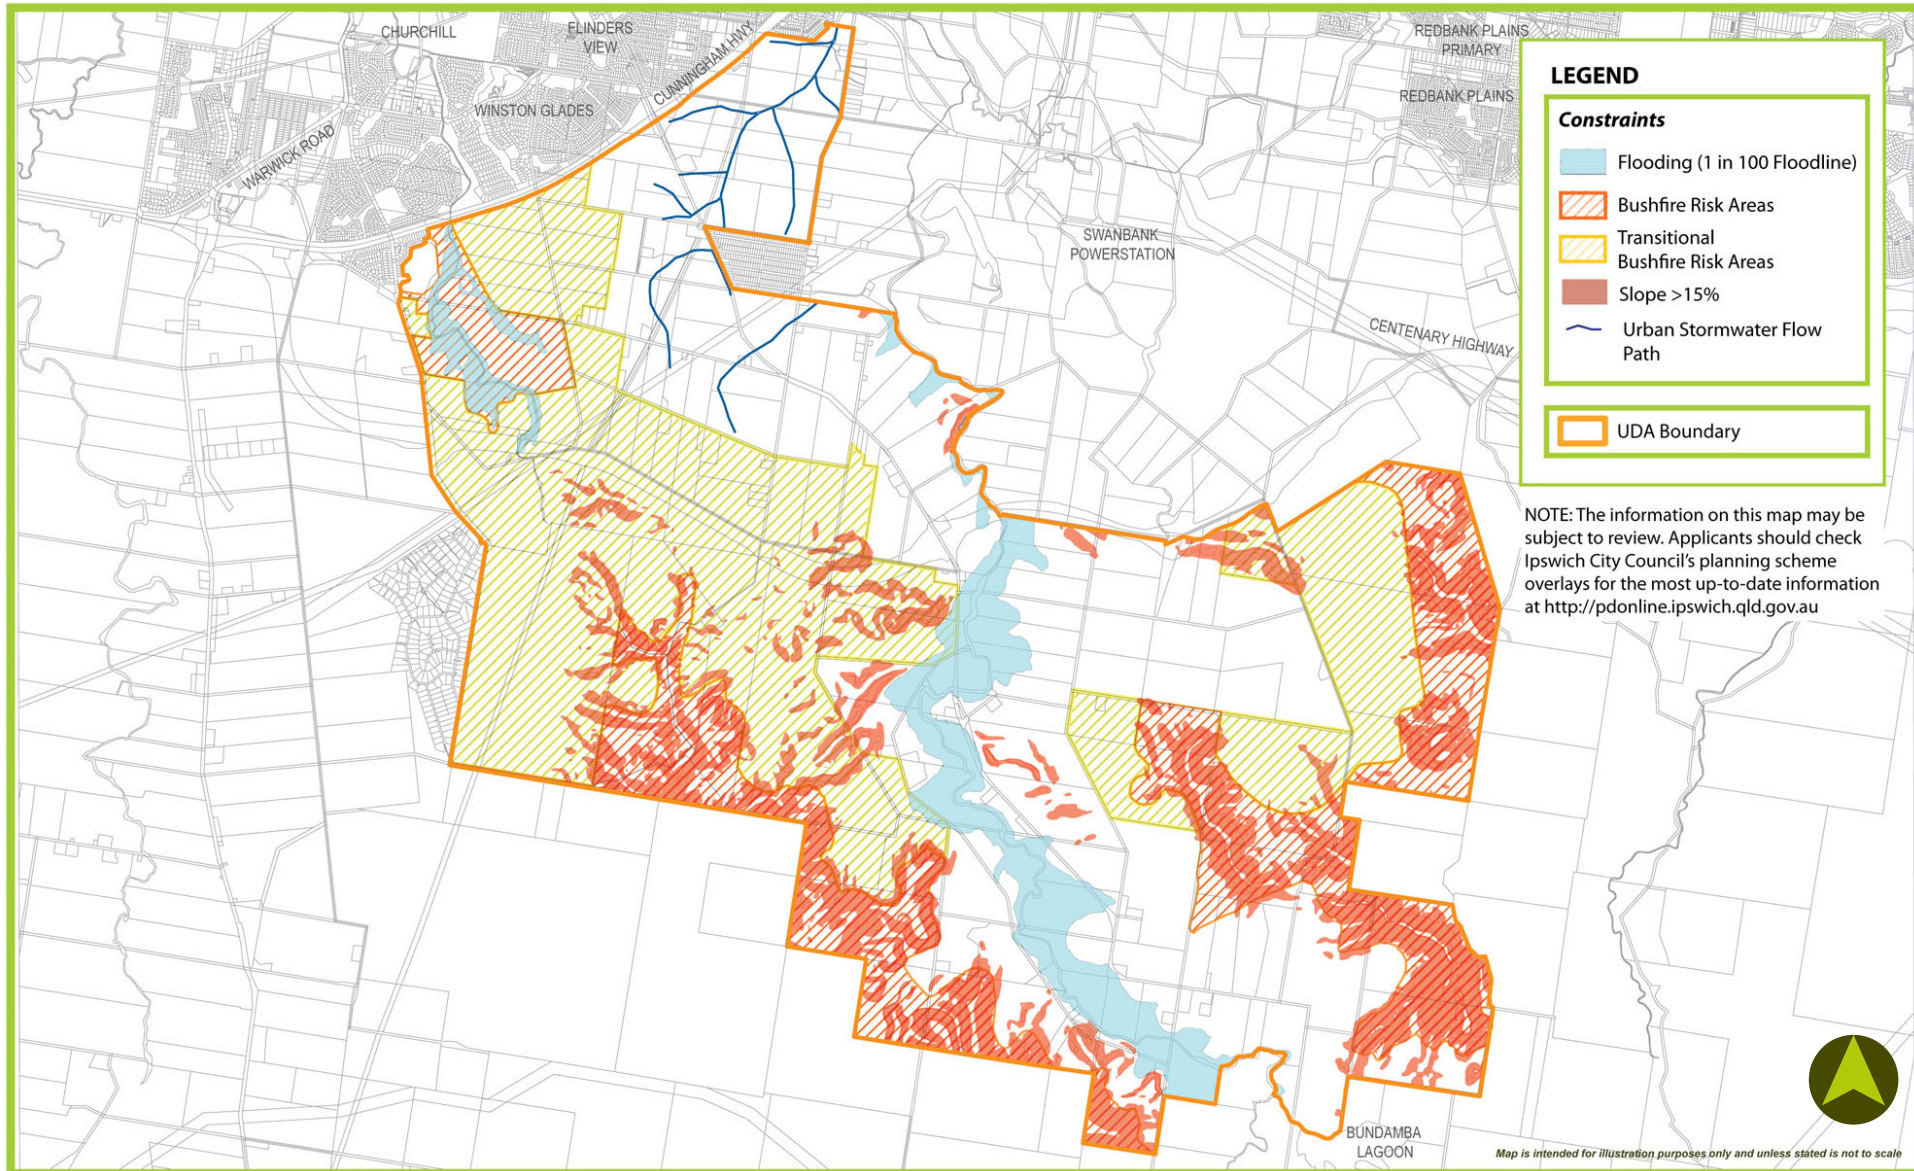 CHURCHILL
FLINDERS
VIEW
CUNNINGHAM HWY
WINSTON GLADES
WARWICK ROAD
REDBANK PLAINS
PRIMARY
REDBANK PLAINS
SWANBANK
POWERSTATION
CENTENARY HIGHWAY
LEGEND
Constraints
Flooding (1 in 100 Floodline)
Bushfire Risk Areas
Transitional
Bushfire Risk Areas
Slope >15%
Urban Stormwater Flow
Path
UDA Boundary
NOTE: The information on this map may be
subject to review. Applicants should check
Ipswich City Council's planning scheme
overlays for the most up-to-date information
at http://pdonline.ipswich.qld.gov.au
BUNDAMBA
LAGOON
Map is intended for illustration purposes only and unless stated is not to scale